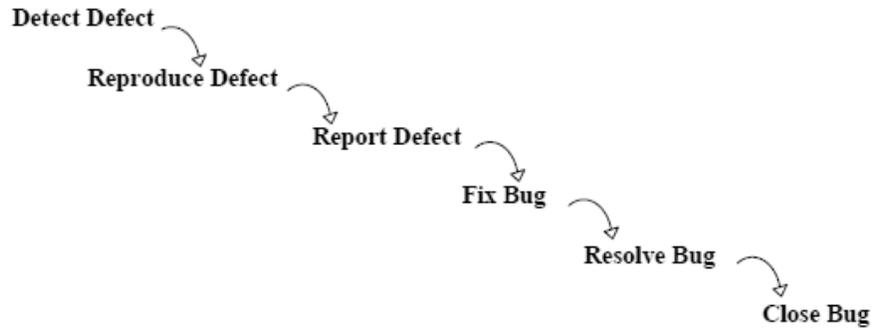 Detect Defect
Reproduce Defect
Report Defect
Fix Bug
Resolve Bug
Close Bug